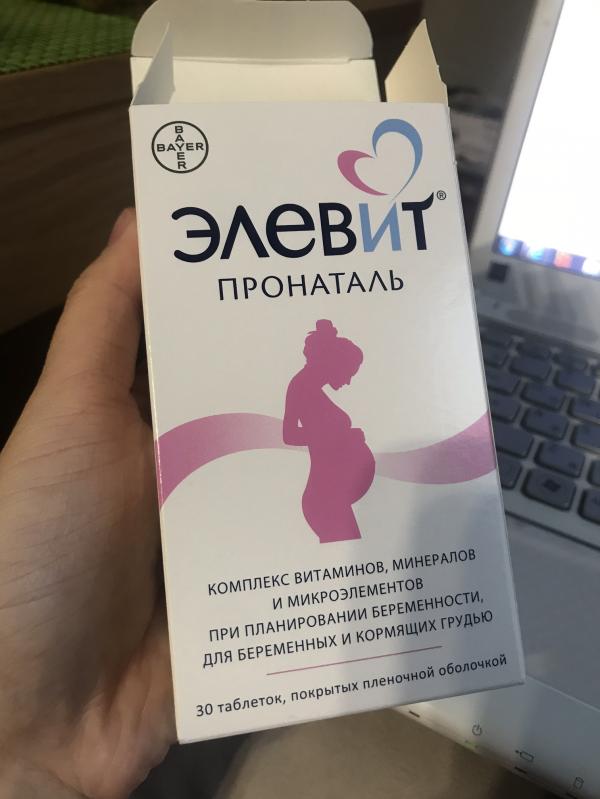 BAYER
BAYER
ЭЛЕВИТ®
ПРОНАТАЛЬ
КОМПЛЕКС ВИТАМИНОВ, МИНЕРАЛОВ
И МИКРОЭЛЕМЕНТОВ
ПРИ ПЛАНИРОВАНИИ БЕРЕМЕННОСТИ,
ДЛЯ БЕРЕМЕННЫХ И КОРМЯЩИХ ГРУДЬЮ
30 таблеток, покрытых пленочной оболочкой